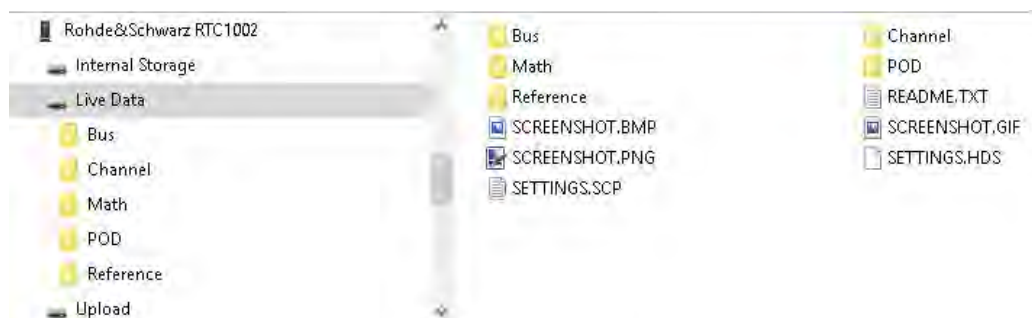 Rohde&Schwarz RTC1002
Internal Storage
Live Data
Bus
Channel
Math
POD
Reference
Upload
Bus
Channel
Math
POD
Reference
README.TXT
SCREENSHOT.BMP
SCREENSHOT.GIF
SCREENSHOT.PNG
SETTINGS.HDS
SETTINGS.SCP